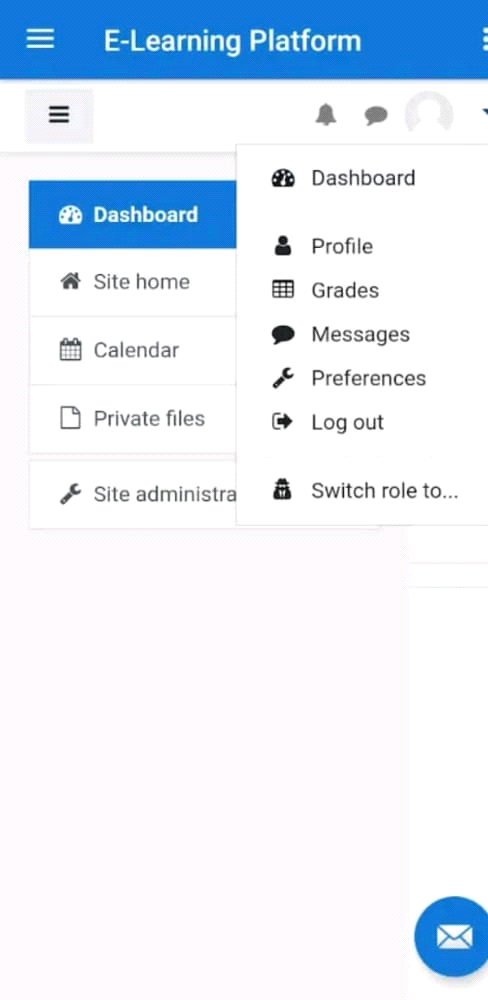 E-Learning Platform
Dashboard
Profile
Grades
Messages
Preferences
Log out
Switch role to...
Dashboard
Site home
Calendar
Private files
Site administra